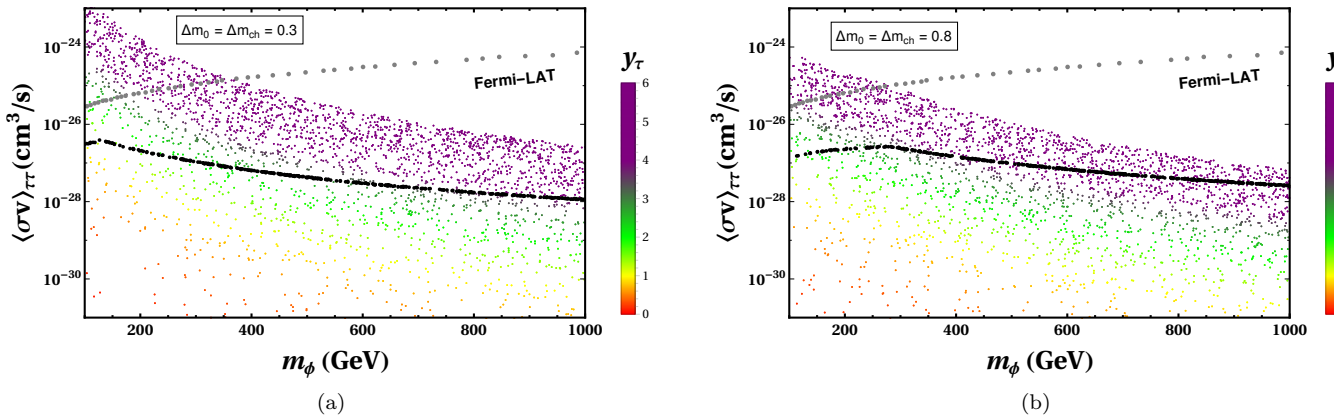 Δm₀ = Δm_ch = 0.3
Fermi-LAT
⟨σv⟩_ττ (cm³/s)
10⁻²⁴
10⁻²⁶
10⁻²⁸
10⁻³⁰
200 400 600 800 1000
m_ϕ (GeV)
y_τ
6
5
4
3
2
1
0
(a)
Δm₀ = Δm_ch = 0.8
Fermi-LAT
⟨σv⟩_ττ (cm³/s)
10⁻²⁴
10⁻²⁶
10⁻²⁸
10⁻³⁰
200 400 600 800 1000
m_ϕ (GeV)
(b)